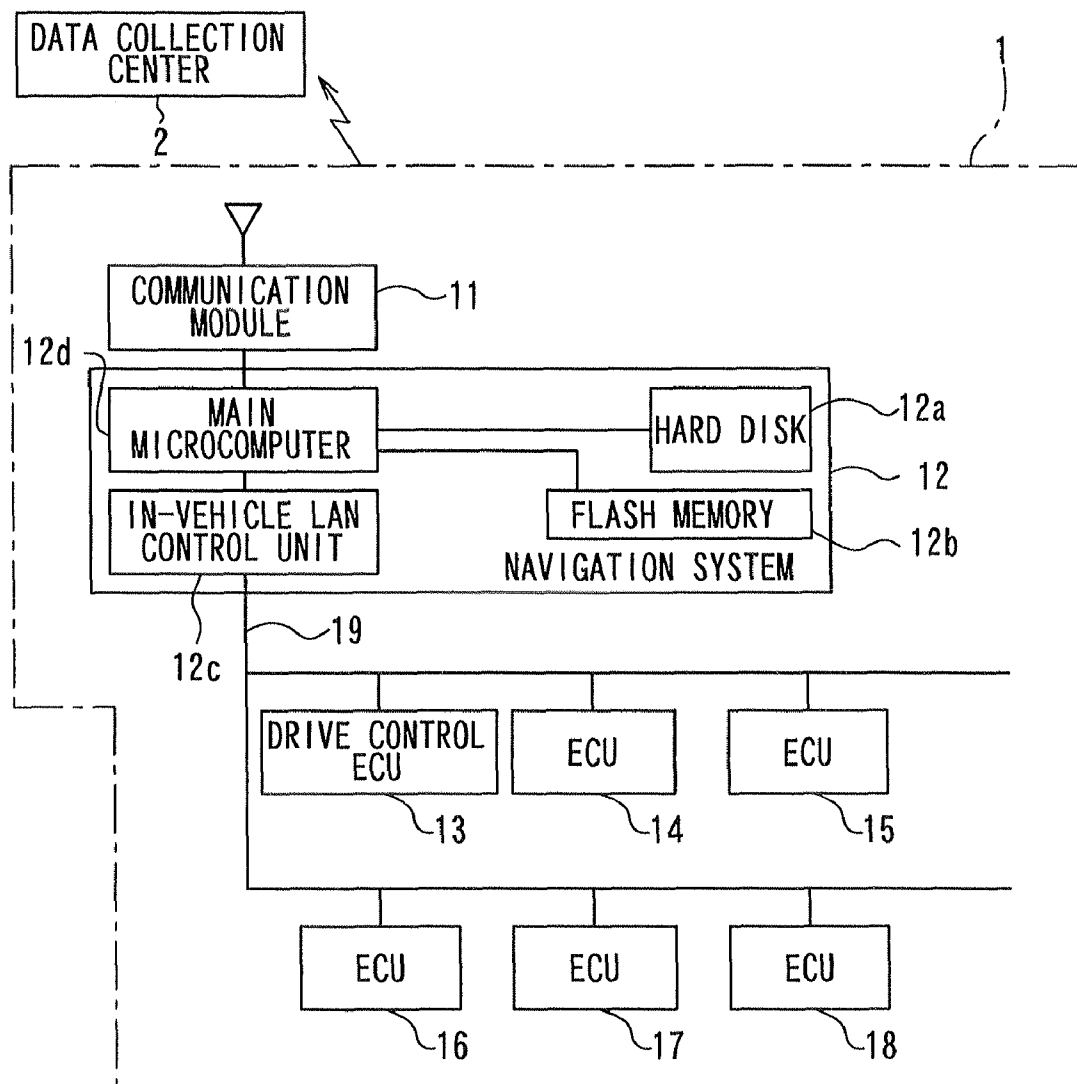 DATA COLLECTION
CENTER
2
1
COMMUNICATION
MODULE
11
12d
MAIN
MICROCOMPUTER
HARD DISK
12a
12
IN-VEHICLE LAN
CONTROL UNIT
FLASH MEMORY
12b
NAVIGATION SYSTEM
12c
19
DRIVE CONTROL
ECU
13
ECU
14
ECU
15
ECU
16
ECU
17
ECU
18